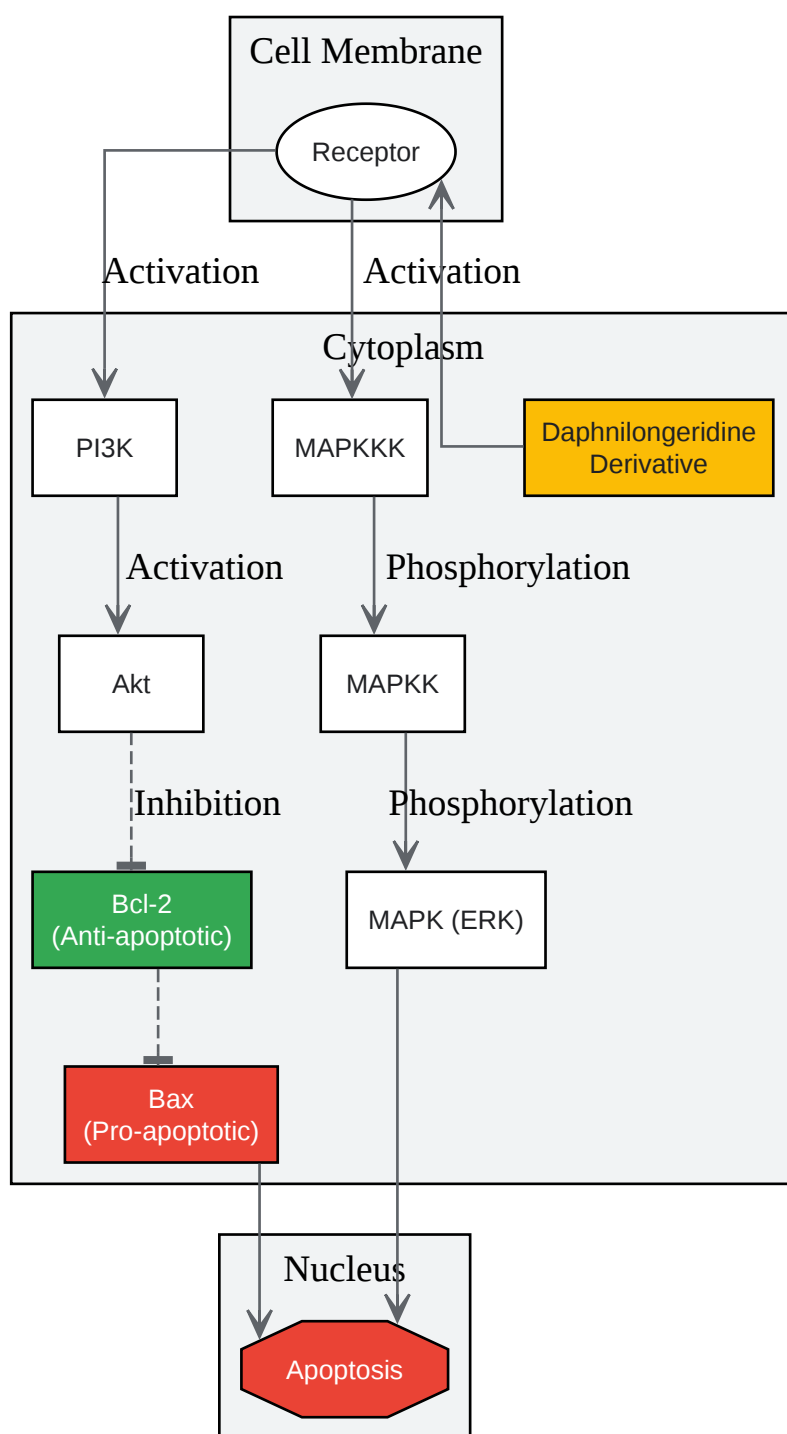 Cell Membrane
Receptor
Activation
Activation
Cytoplasm
PI3K
MAPKKK
Daphnilongeridine
Derivative
Activation
Phosphorylation
Akt
MAPKK
Inhibition
Phosphorylation
Bcl-2
(Anti-apoptotic)
MAPK (ERK)
Bax
(Pro-apoptotic)
Nucleus
Apoptosis